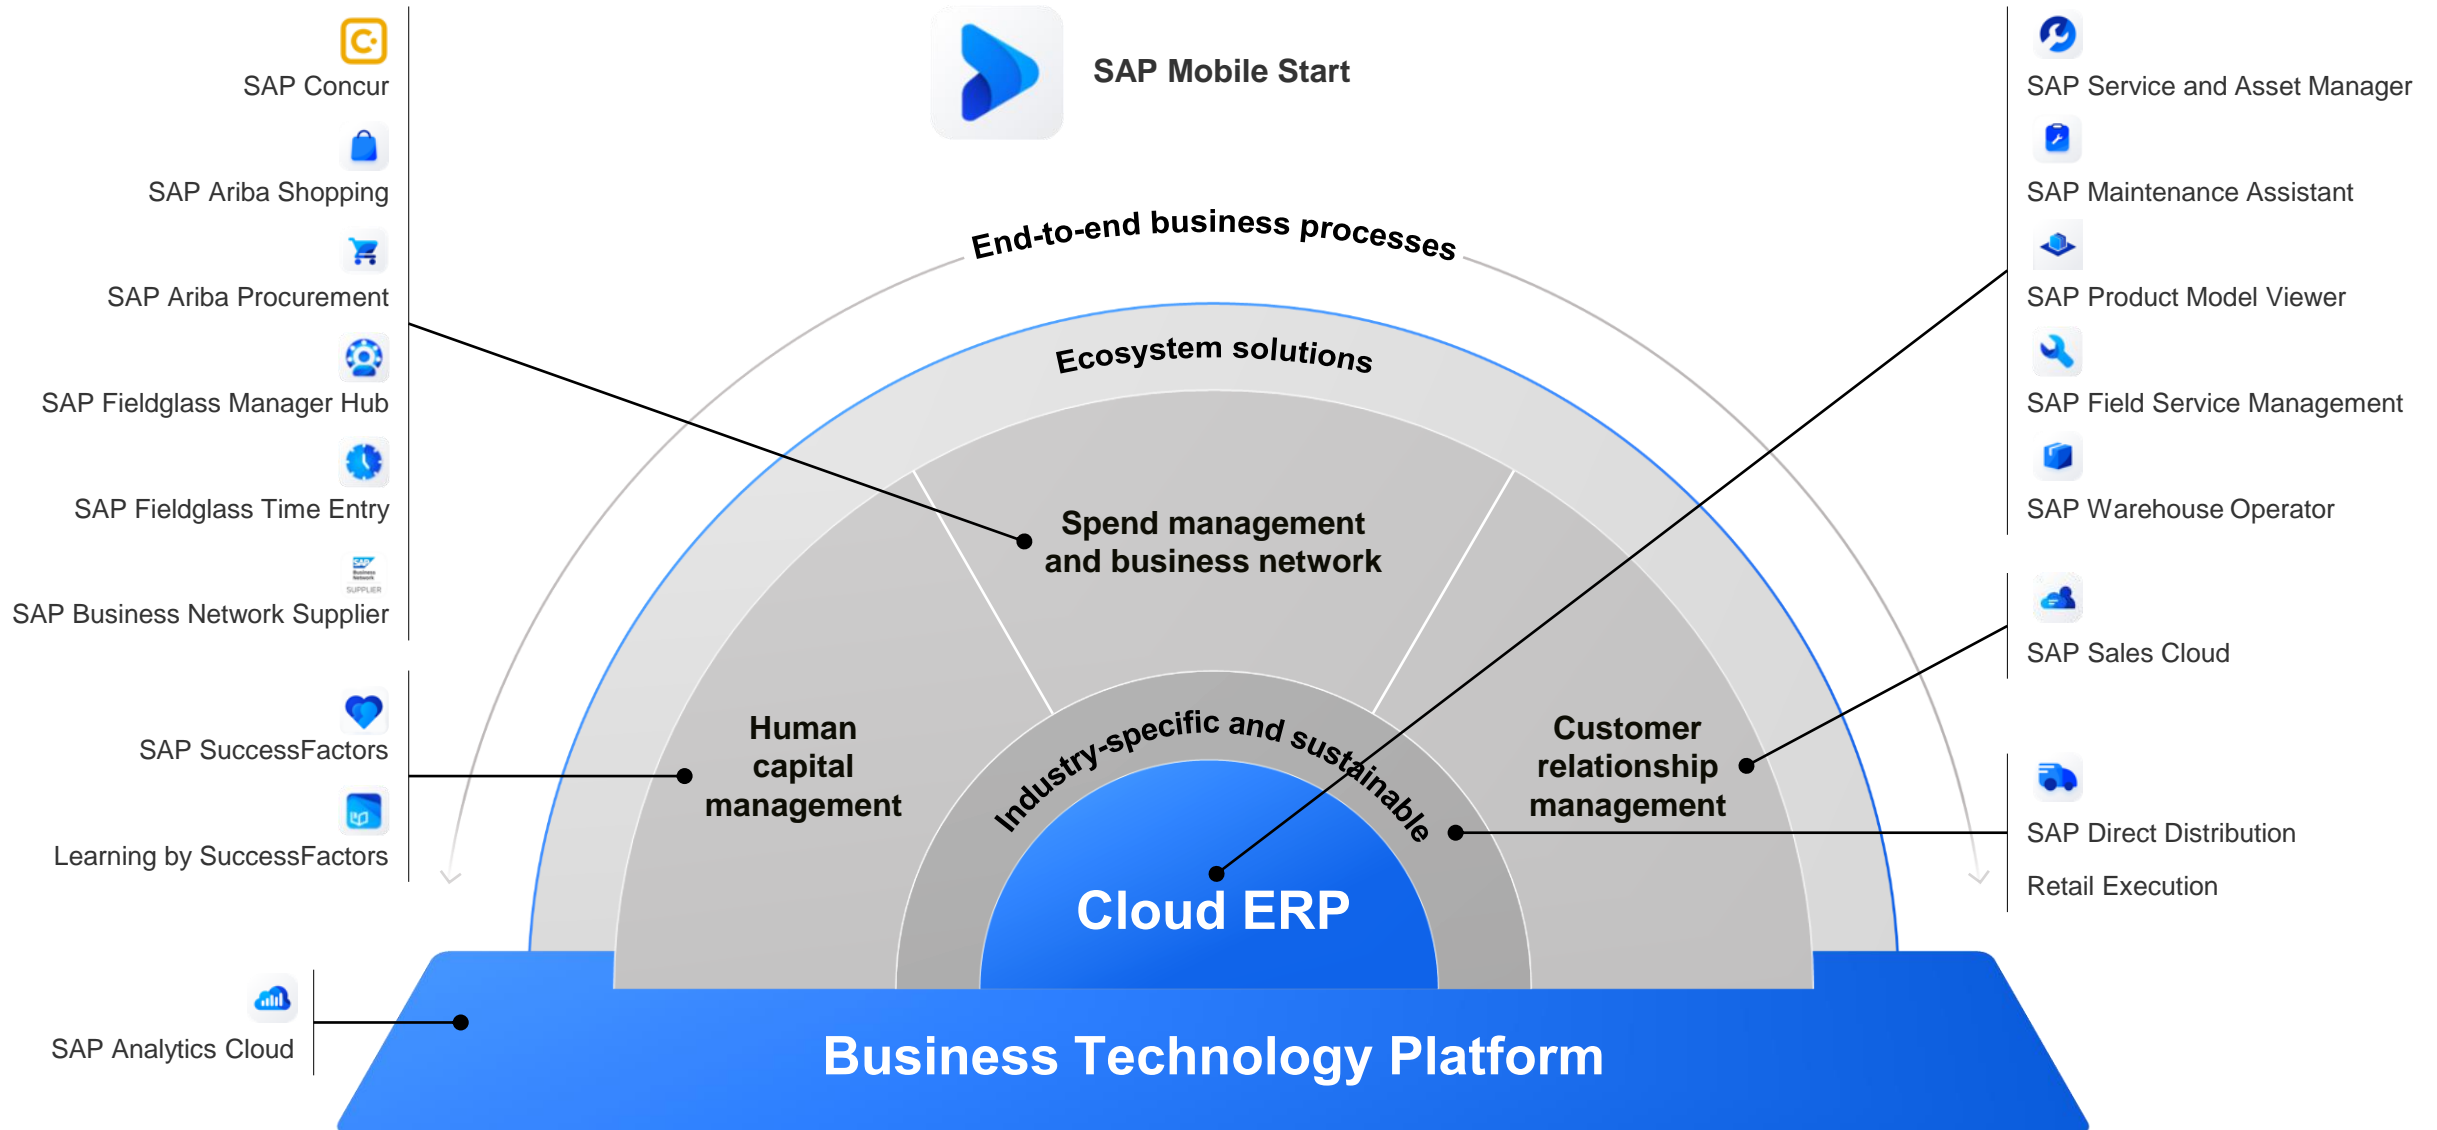 SAP Concur
SAP Ariba Shopping
SAP Ariba Procurement
SAP Fieldglass Manager Hub
SAP Fieldglass Time Entry
SAP
Business
Network
SUPPLIER
SAP Business Network Supplier
SAP SuccessFactors
Learning by SuccessFactors
SAP Analytics Cloud
SAP Mobile Start
End-to-end business processes
Ecosystem solutions
Spend management
and business network
Human
capital
management
Industry-specific and sustainable
Customer
relationship
management
Cloud ERP
Business Technology Platform
SAP Service and Asset Manager
SAP Maintenance Assistant
SAP Product Model Viewer
SAP Field Service Management
SAP Warehouse Operator
SAP Sales Cloud
SAP Direct Distribution
Retail Execution